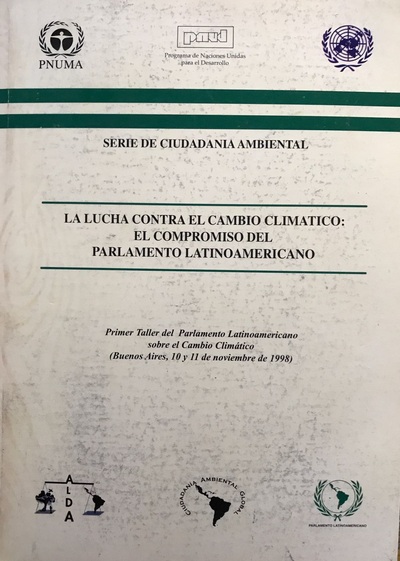 PNUMA
pnud
Programa de Naciones Unidas
para el Desarrollo
SERIE DE CIUDADANIA AMBIENTAL
LA LUCHA CONTRA EL CAMBIO CLIMATICO:
EL COMPROMISO DEL
PARLAMENTO LATINOAMERICANO
Primer Taller del Parlamento Latinoamericano
sobre el Cambio Climático
(Buenos Aires, 10 y 11 de noviembre de 1998)
ALDA
CIUDADANIA AMBIENTAL GLOBAL
PARLAMENTO LATINOAMERICANO